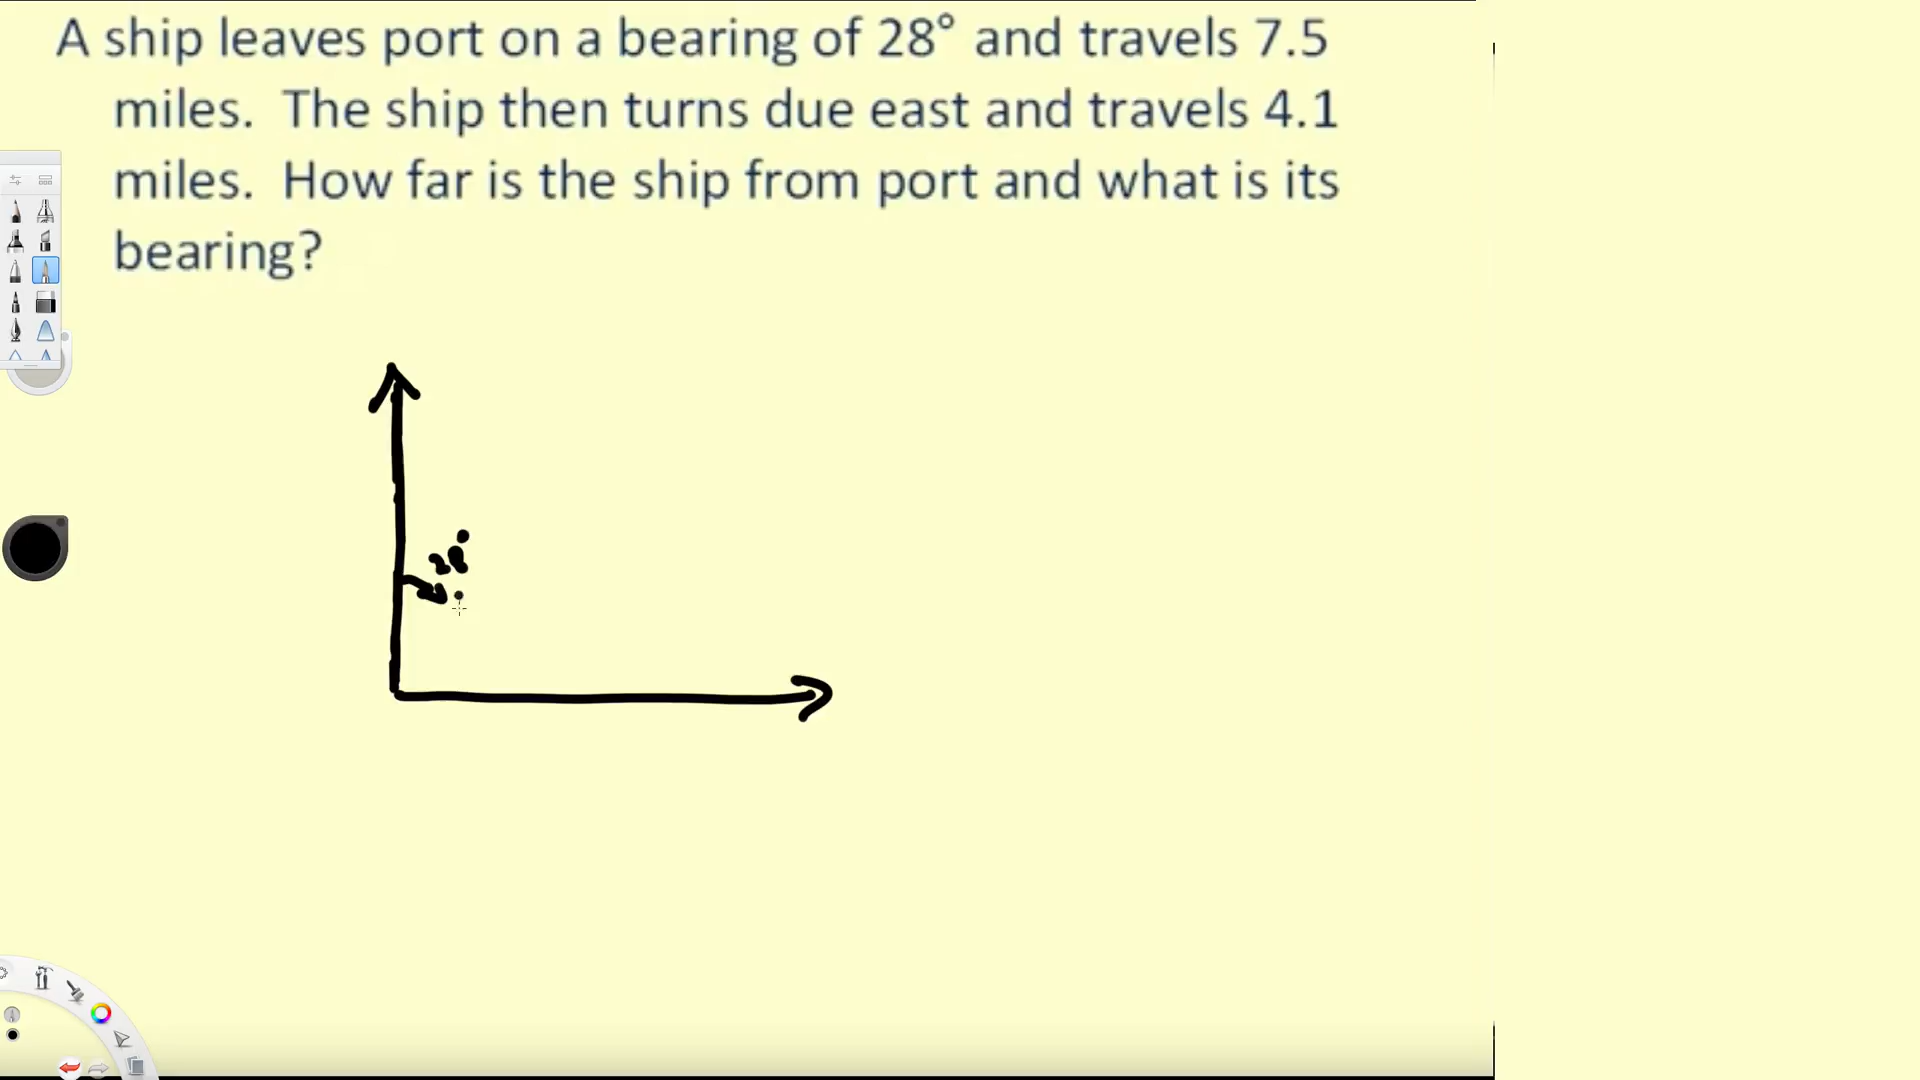 A ship leaves port on a bearing of 28° and travels 7.5
miles. The ship then turns due east and travels 4.1
miles. How far is the ship from port and what is its
bearing?
28°